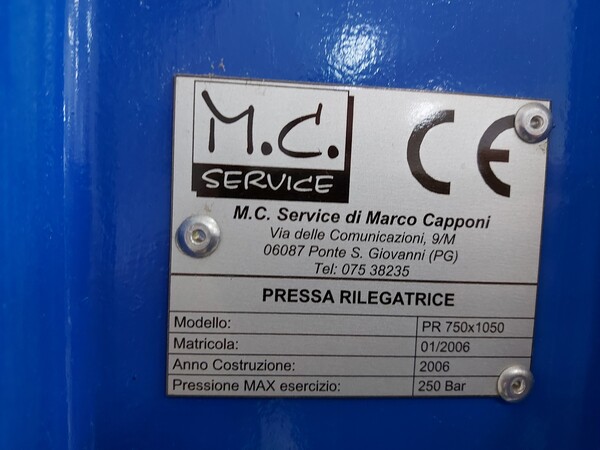 M.C.
SERVICE
CE
M.C. Service di Marco Capponi
Via delle Comunicazioni, 9/M
06087 Ponte S. Giovanni (PG)
Tel: 075 38235
PRESSA RILEGATRICE
Modello: PR 750x1050
Matricola: 01/2006
Anno Costruzione: 2006
Pressione MAX esercizio: 250 Bar